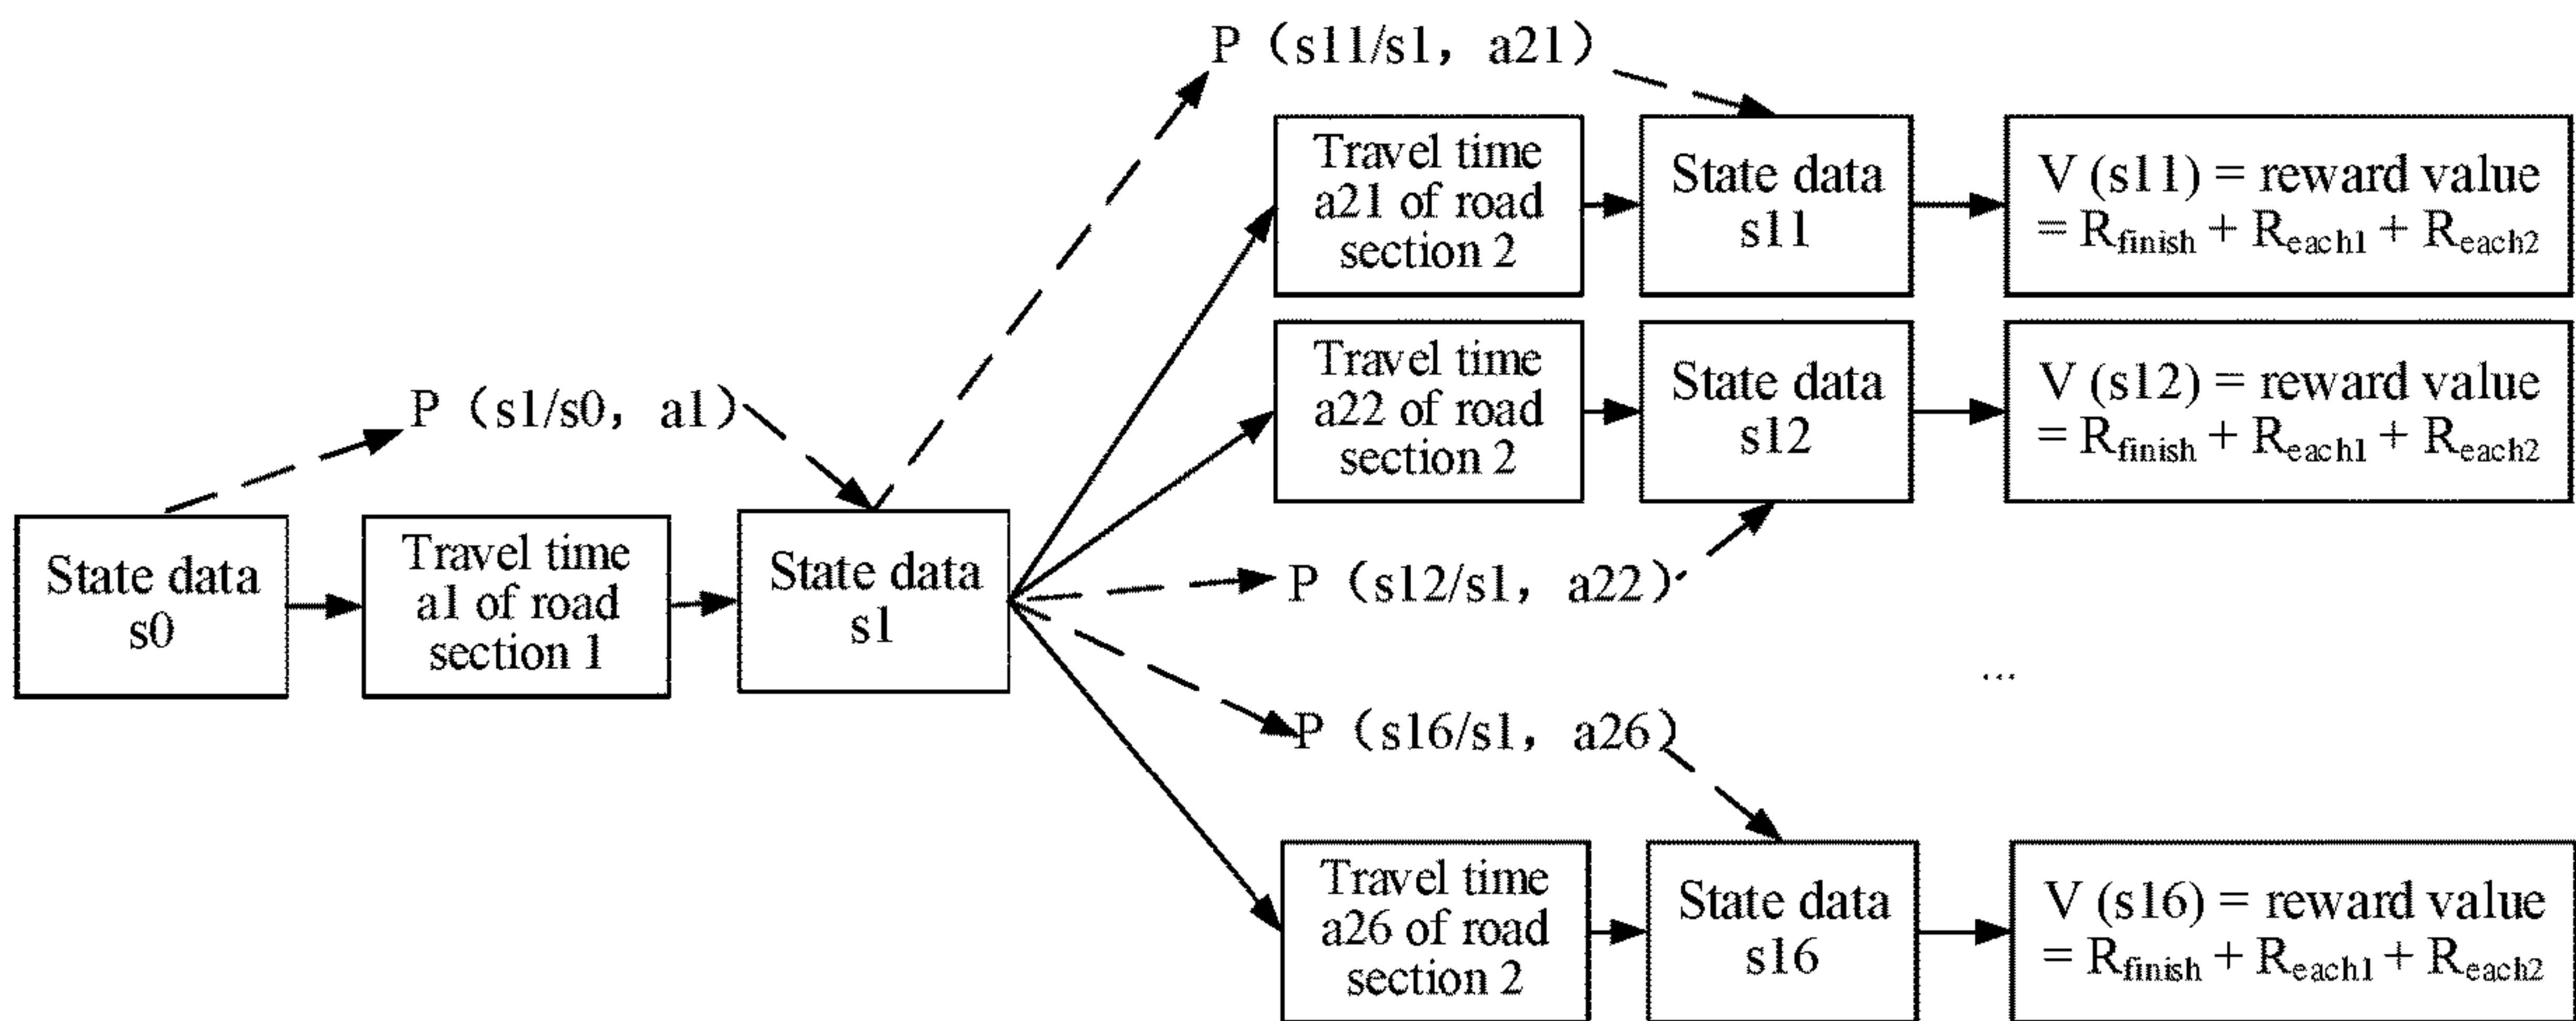 P (s11/s1, a21)
Travel time
a21 of road
section 2
State data
s11
V (s11) = reward value
= Rfinish + Reach1 + Reach2
Travel time
a22 of road
section 2
State data
s12
V (s12) = reward value
= Rfinish + Reach1 + Reach2
P (s1/s0, a1)
State data
s0
Travel time
a1 of road
section 1
State data
s1
P (s12/s1, a22)
...
P (s16/s1, a26)
Travel time
a26 of road
section 2
State data
s16
V (s16) = reward value
= Rfinish + Reach1 + Reach2